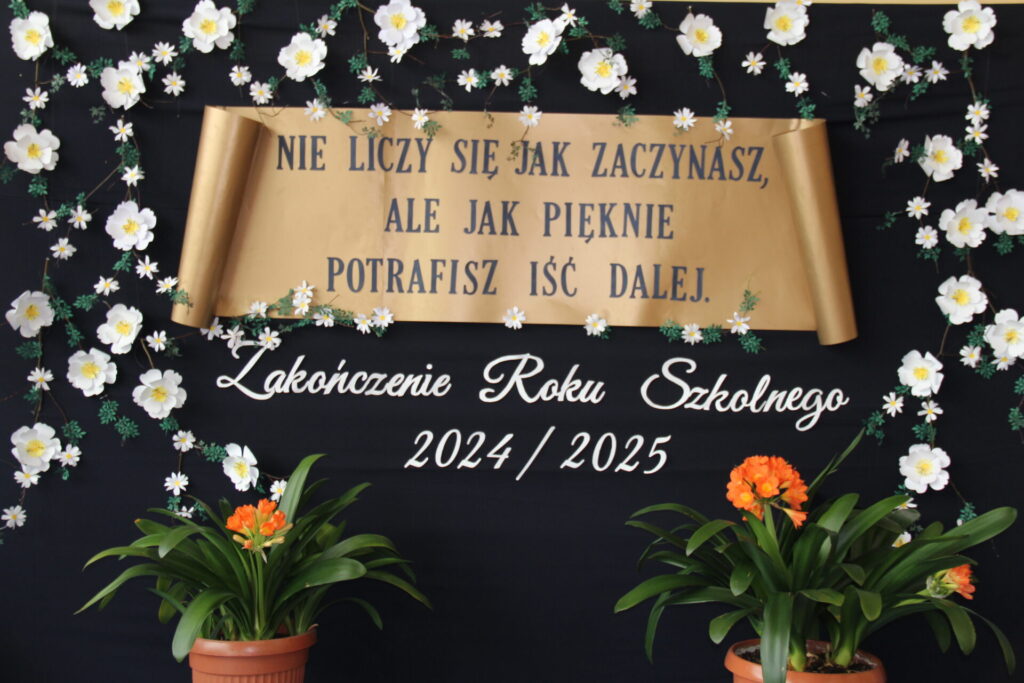 NIE LICZY SIĘ JAK ZACZYNASZ,
ALE JAK PIĘKNIE
POTRAFISZ IŚĆ DALEJ.
Zakończenie Roku Szkolnego
2024/2025